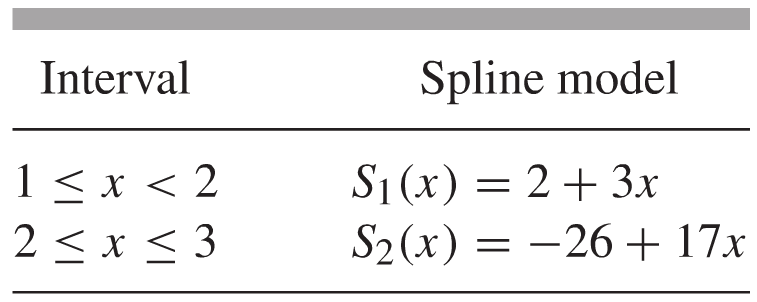 Interval Spline model
1 ≤ x < 2 S₁(x) = 2 + 3x
2 ≤ x ≤ 3 S₂(x) = −26 + 17x